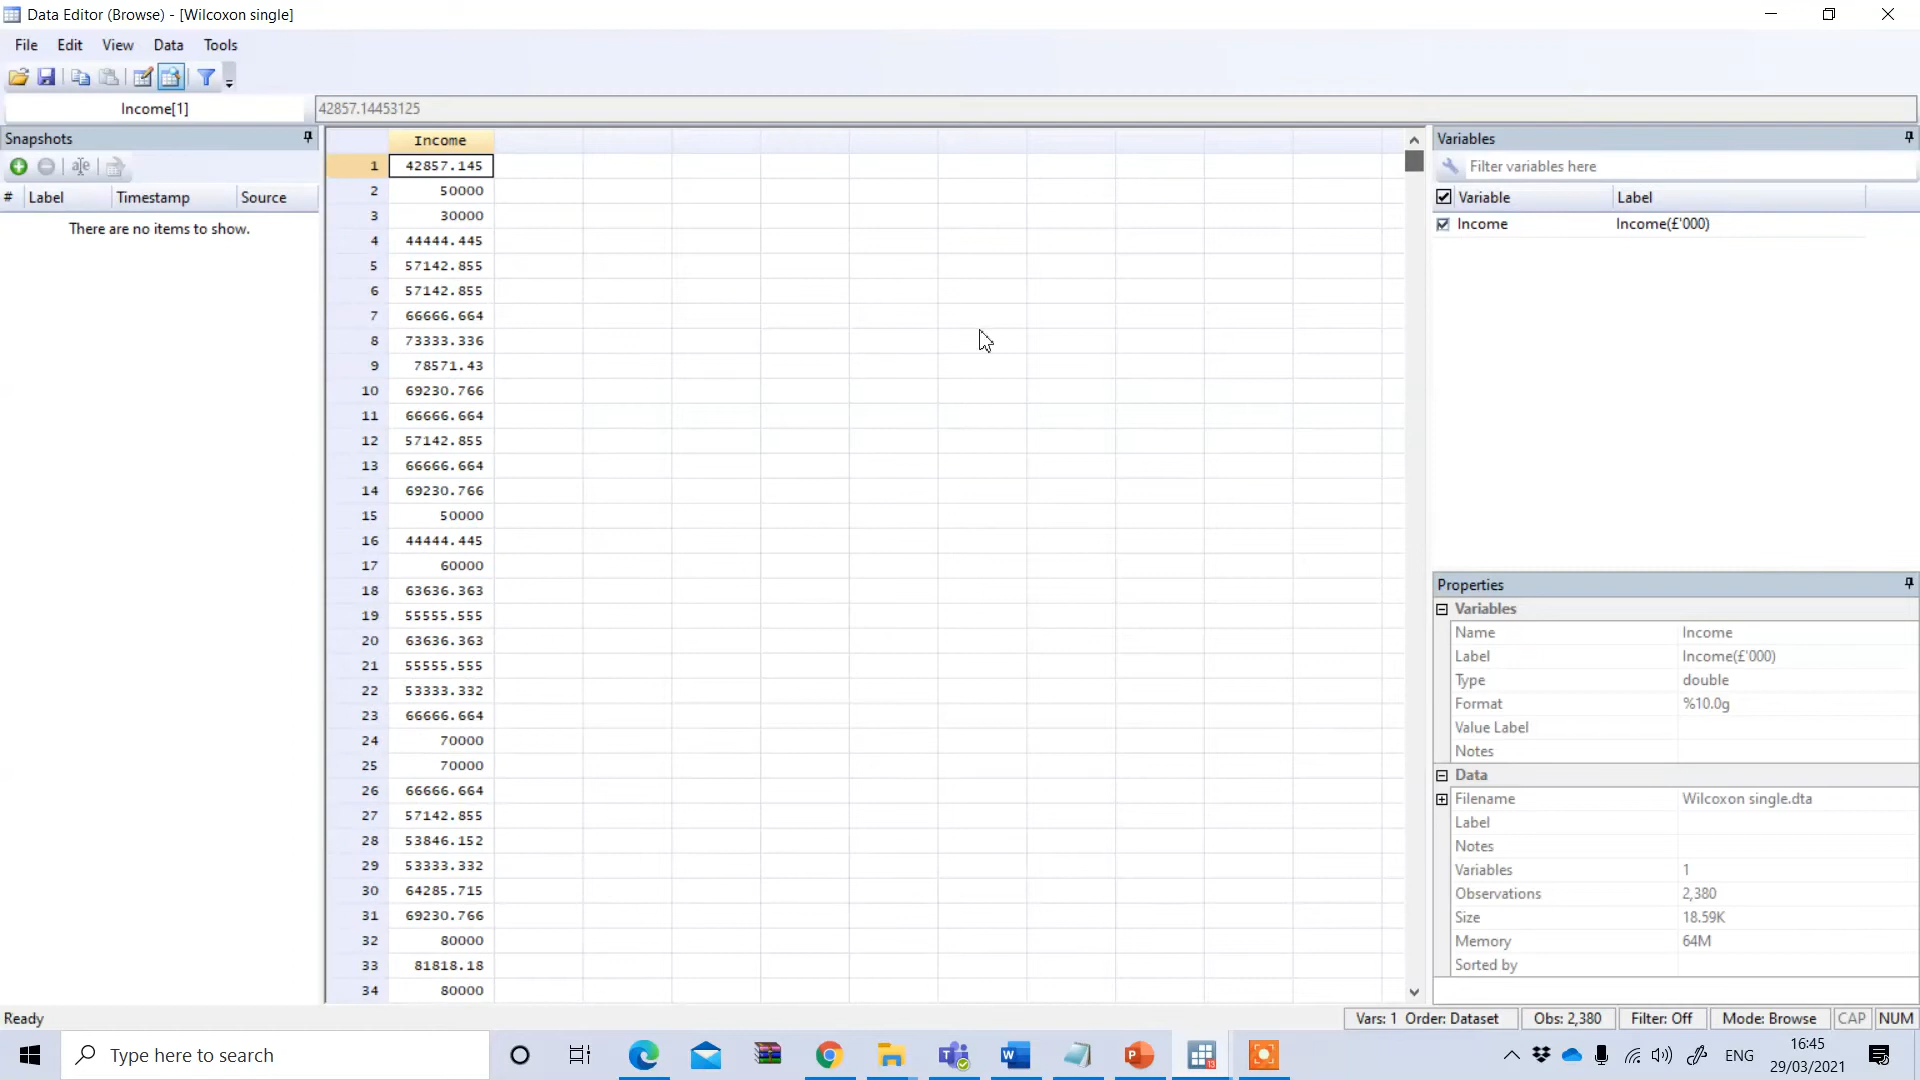 Data Editor (Browse) - [Wilcoxon single]
File Edit View Data Tools
Income[1] 42857.14453125
Snapshots
# Label Timestamp Source
There are no items to show.
Income
1 42857.145
2 50000
3 30000
4 44444.445
5 57142.855
6 57142.855
7 66666.664
8 73333.336
9 78571.43
10 69230.766
11 66666.664
12 57142.855
13 66666.664
14 69230.766
15 50000
16 44444.445
17 60000
18 63636.363
19 55555.555
20 63636.363
21 55555.555
22 53333.332
23 66666.664
24 70000
25 70000
26 66666.664
27 57142.855
28 53846.152
29 53333.332
30 64285.715
31 69230.766
32 80000
33 81818.18
34 80000
Variables
Filter variables here
Variable Label
Income Income(£'000)
Properties
Variables
Name Income
Label Income(£'000)
Type double
Format %10.0g
Value Label
Notes
Data
Filename Wilcoxon single.dta
Label
Notes
Variables 1
Observations 2,380
Size 18.59K
Memory 64M
Sorted by
Ready Vars: 1 Order: Dataset Obs: 2,380 Filter: Off Mode: Browse CAP NUM
Type here to search
ENG
16:45
29/03/2021